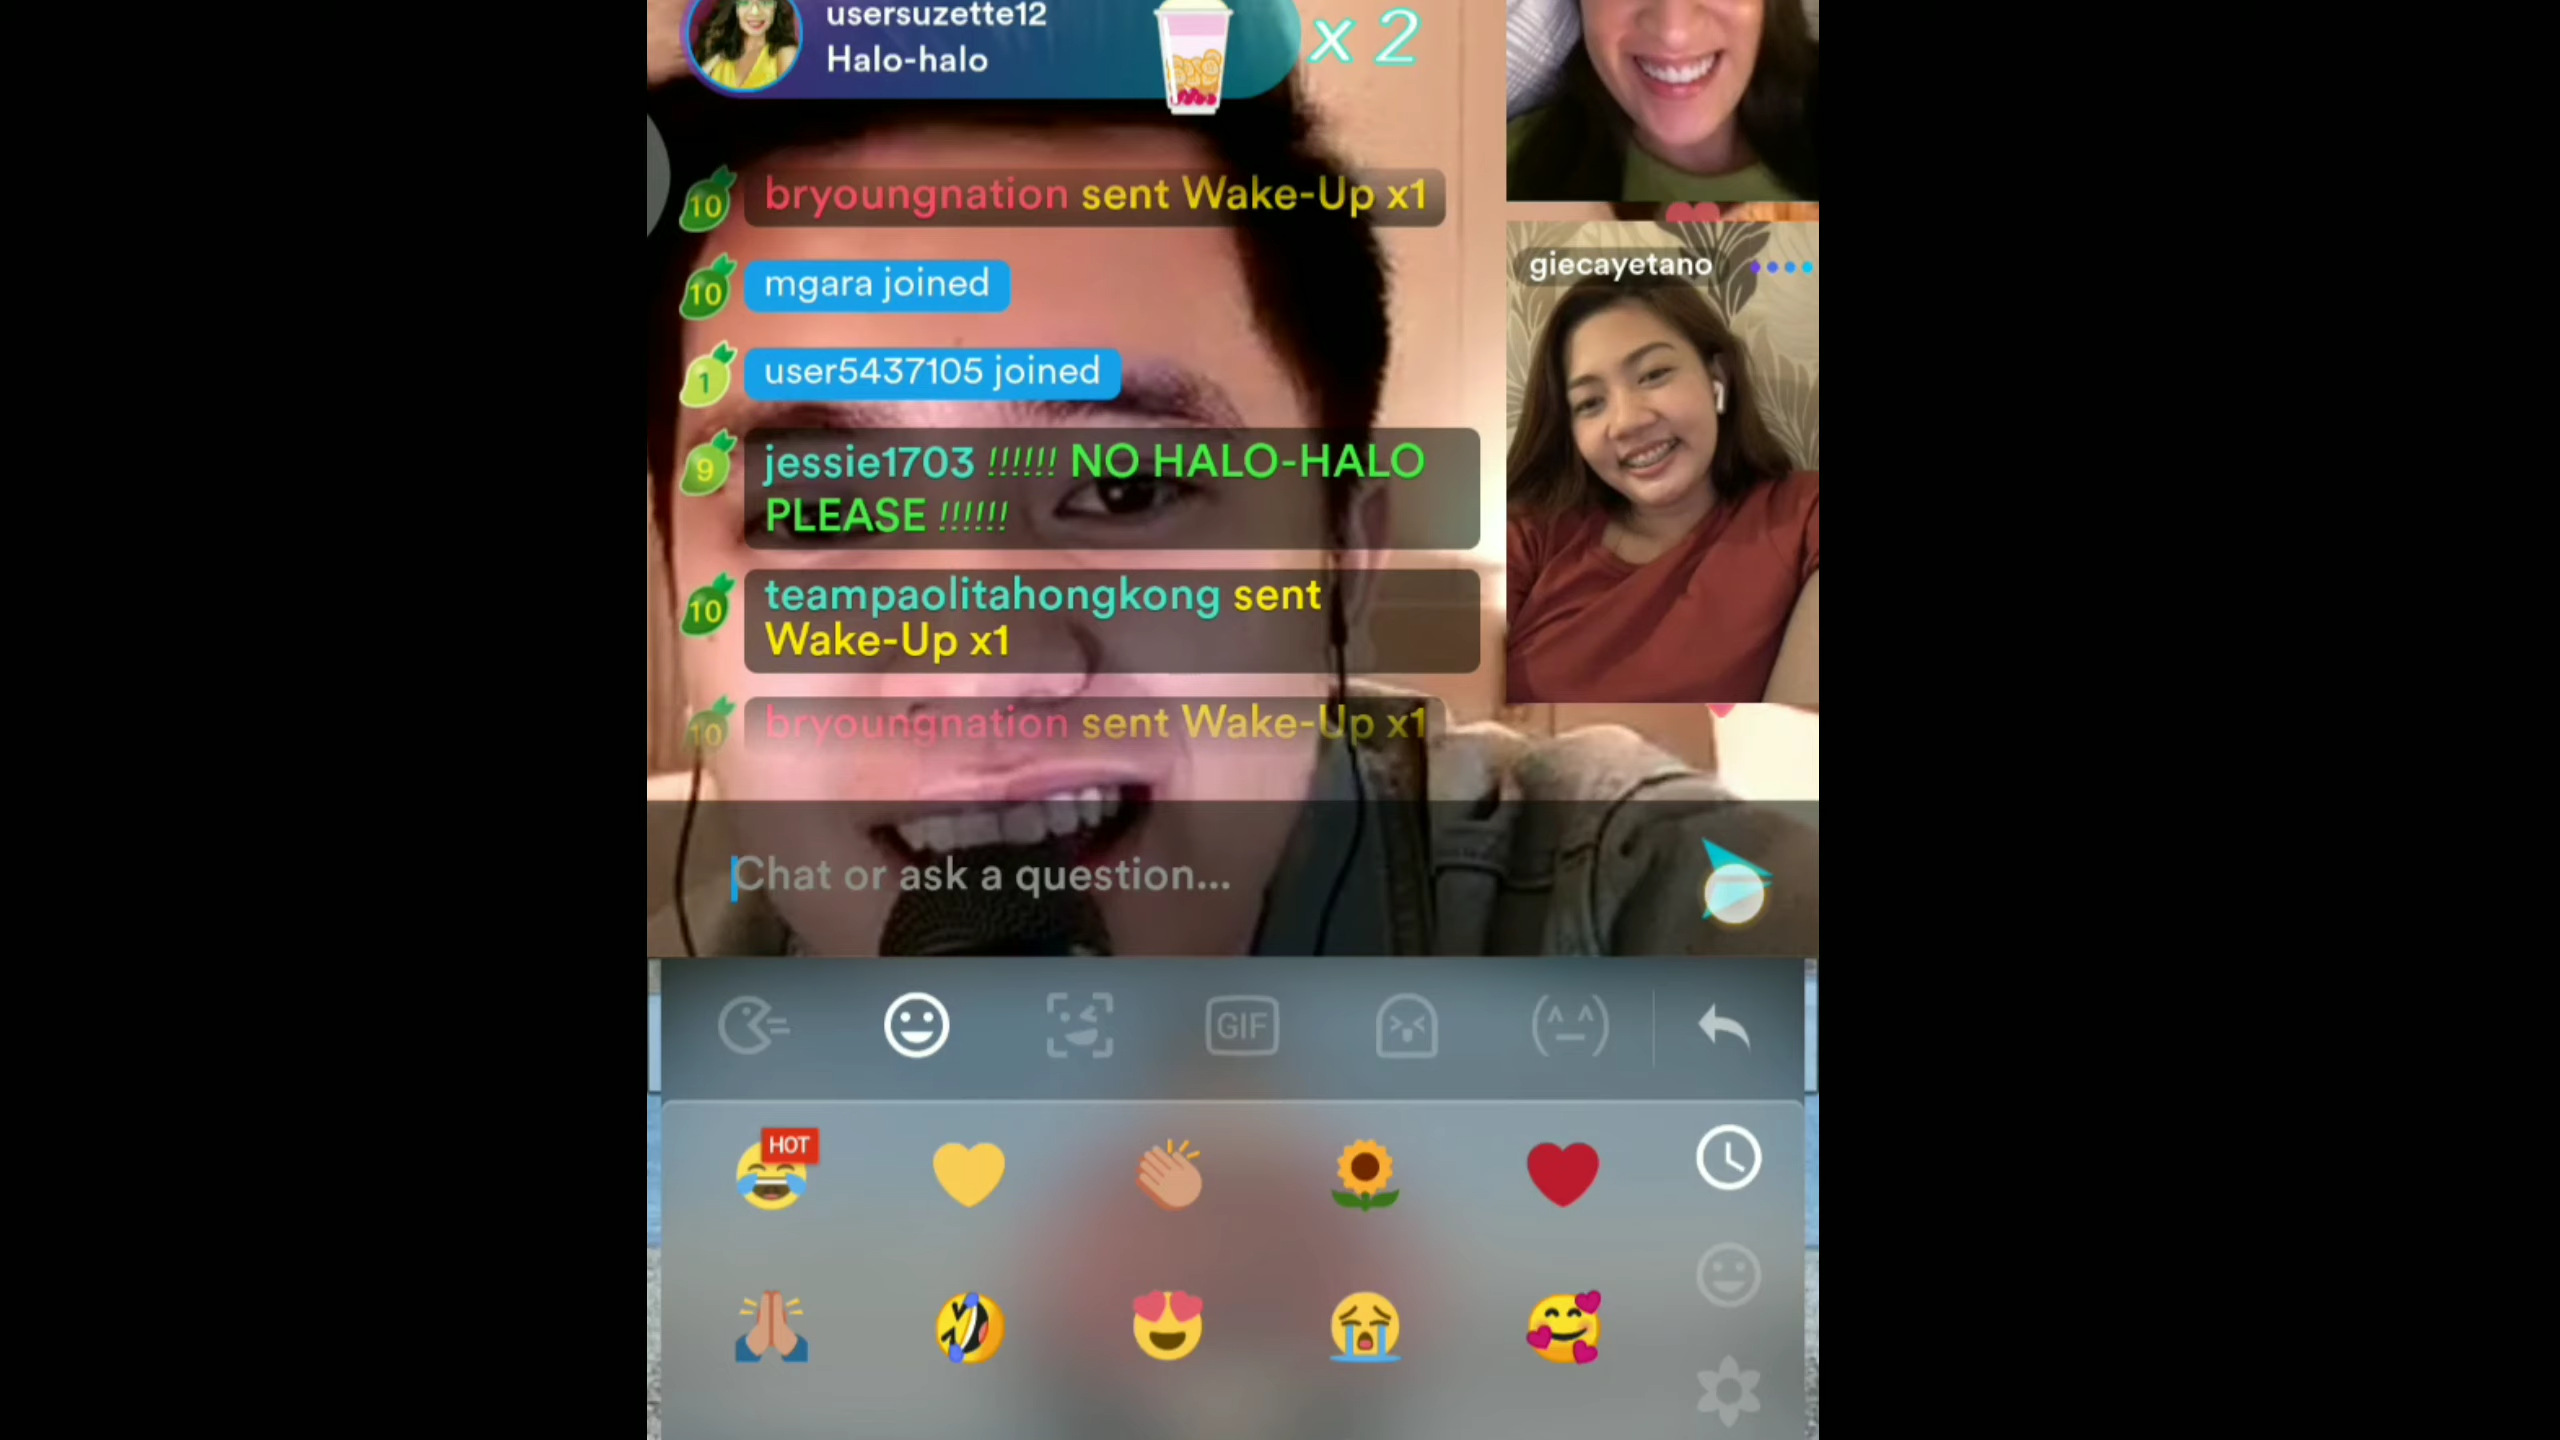 usersuzette12
Halo-halo
x 2
10 bryoungnation sent Wake-Up x1
10 mgara joined
1 user5437105 joined
9 jessie1703 !!!!!! NO HALO-HALO
PLEASE !!!!!!
10 teampaolitahongkong sent
Wake-Up x1
10 bryoungnation sent Wake-Up x1
giecayetano
Chat or ask a question...
GIF
HOT